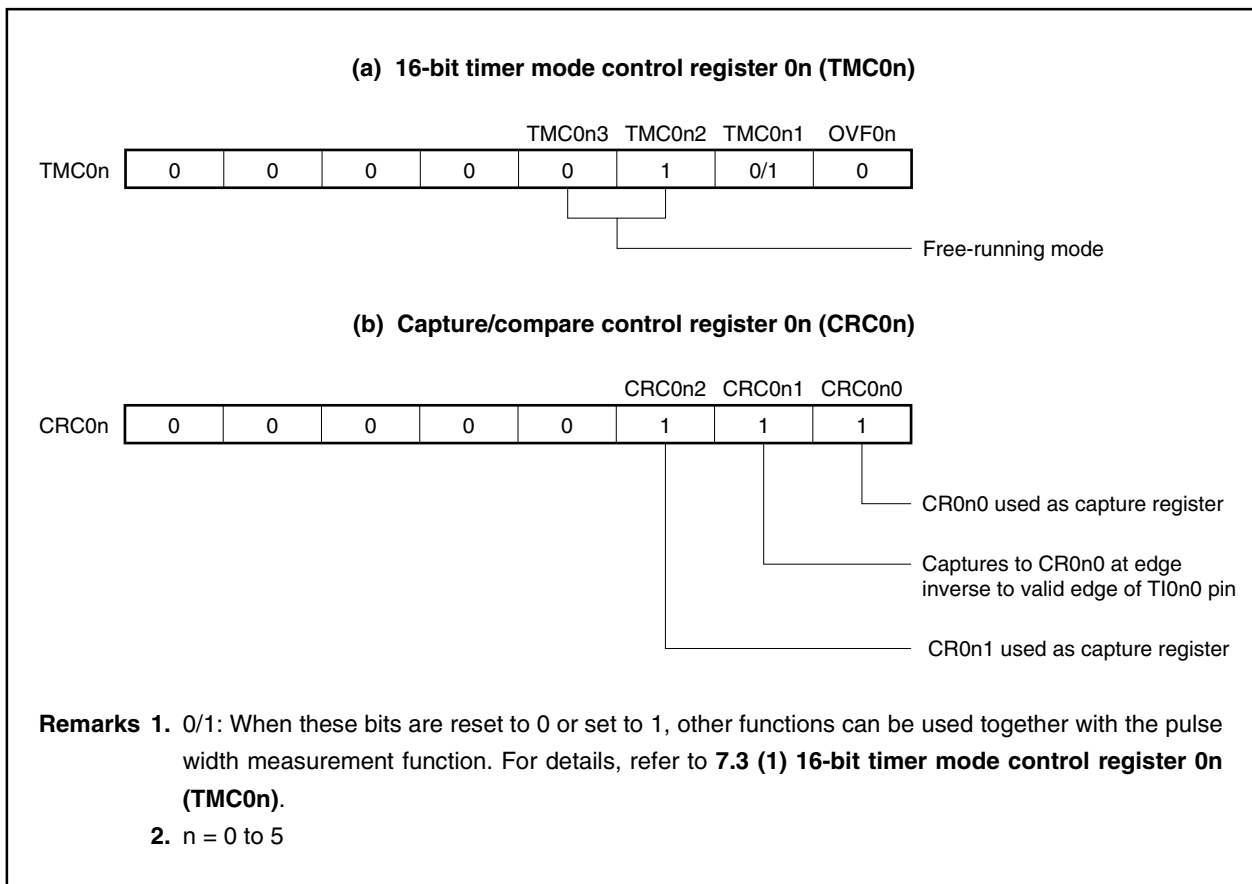 (a) 16-bit timer mode control register 0n (TMC0n)
TMC0n3 TMC0n2 TMC0n1 OVF0n
TMC0n 0 0 0 0 0 1 0/1 0
Free-running mode
(b) Capture/compare control register 0n (CRC0n)
CRC0n2 CRC0n1 CRC0n0
CRC0n 0 0 0 0 0 1 1 1
CR0n0 used as capture register
Captures to CR0n0 at edge
inverse to valid edge of TI0n0 pin
CR0n1 used as capture register
Remarks 1. 0/1: When these bits are reset to 0 or set to 1, other functions can be used together with the pulse
width measurement function. For details, refer to 7.3 (1) 16-bit timer mode control register 0n
(TMC0n).
2. n = 0 to 5